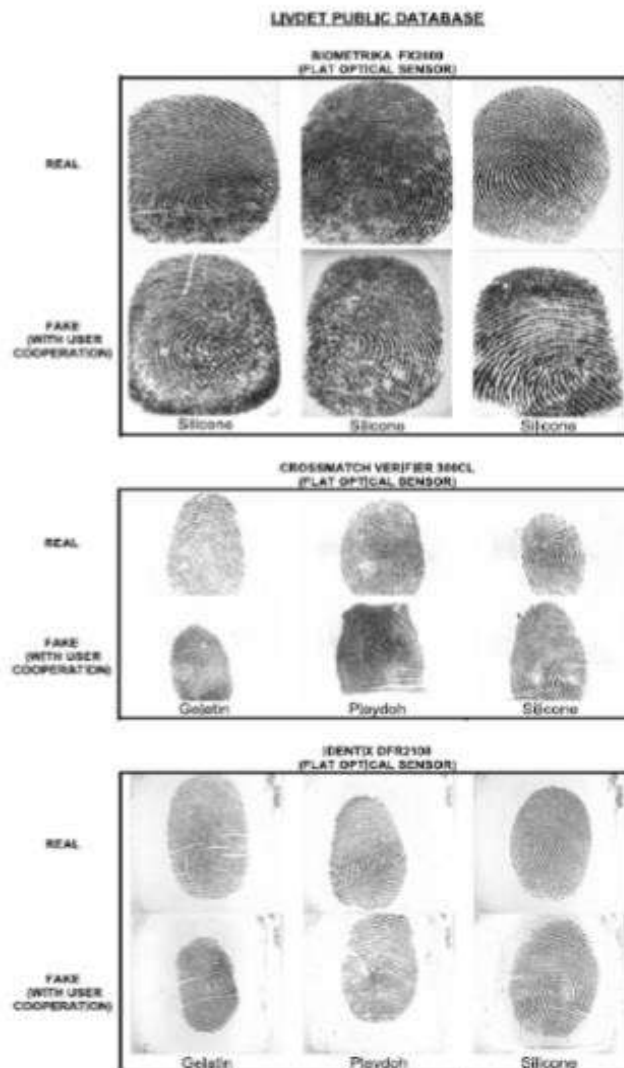 LIVDET PUBLIC DATABASE
BIOMETRIKA FX2000
(FLAT OPTICAL SENSOR)
REAL
FAKE
(WITH USER
COOPERATION)
Silicone Silicone Silicone
CROSSMATCH VERIFIER 300CL
(FLAT OPTICAL SENSOR)
REAL
FAKE
(WITH USER
COOPERATION)
Gelatin Playdoh Silicone
IDENTIX DFR2100
(FLAT OPTICAL SENSOR)
REAL
FAKE
(WITH USER
COOPERATION)
Gelatin Playdoh Silicone